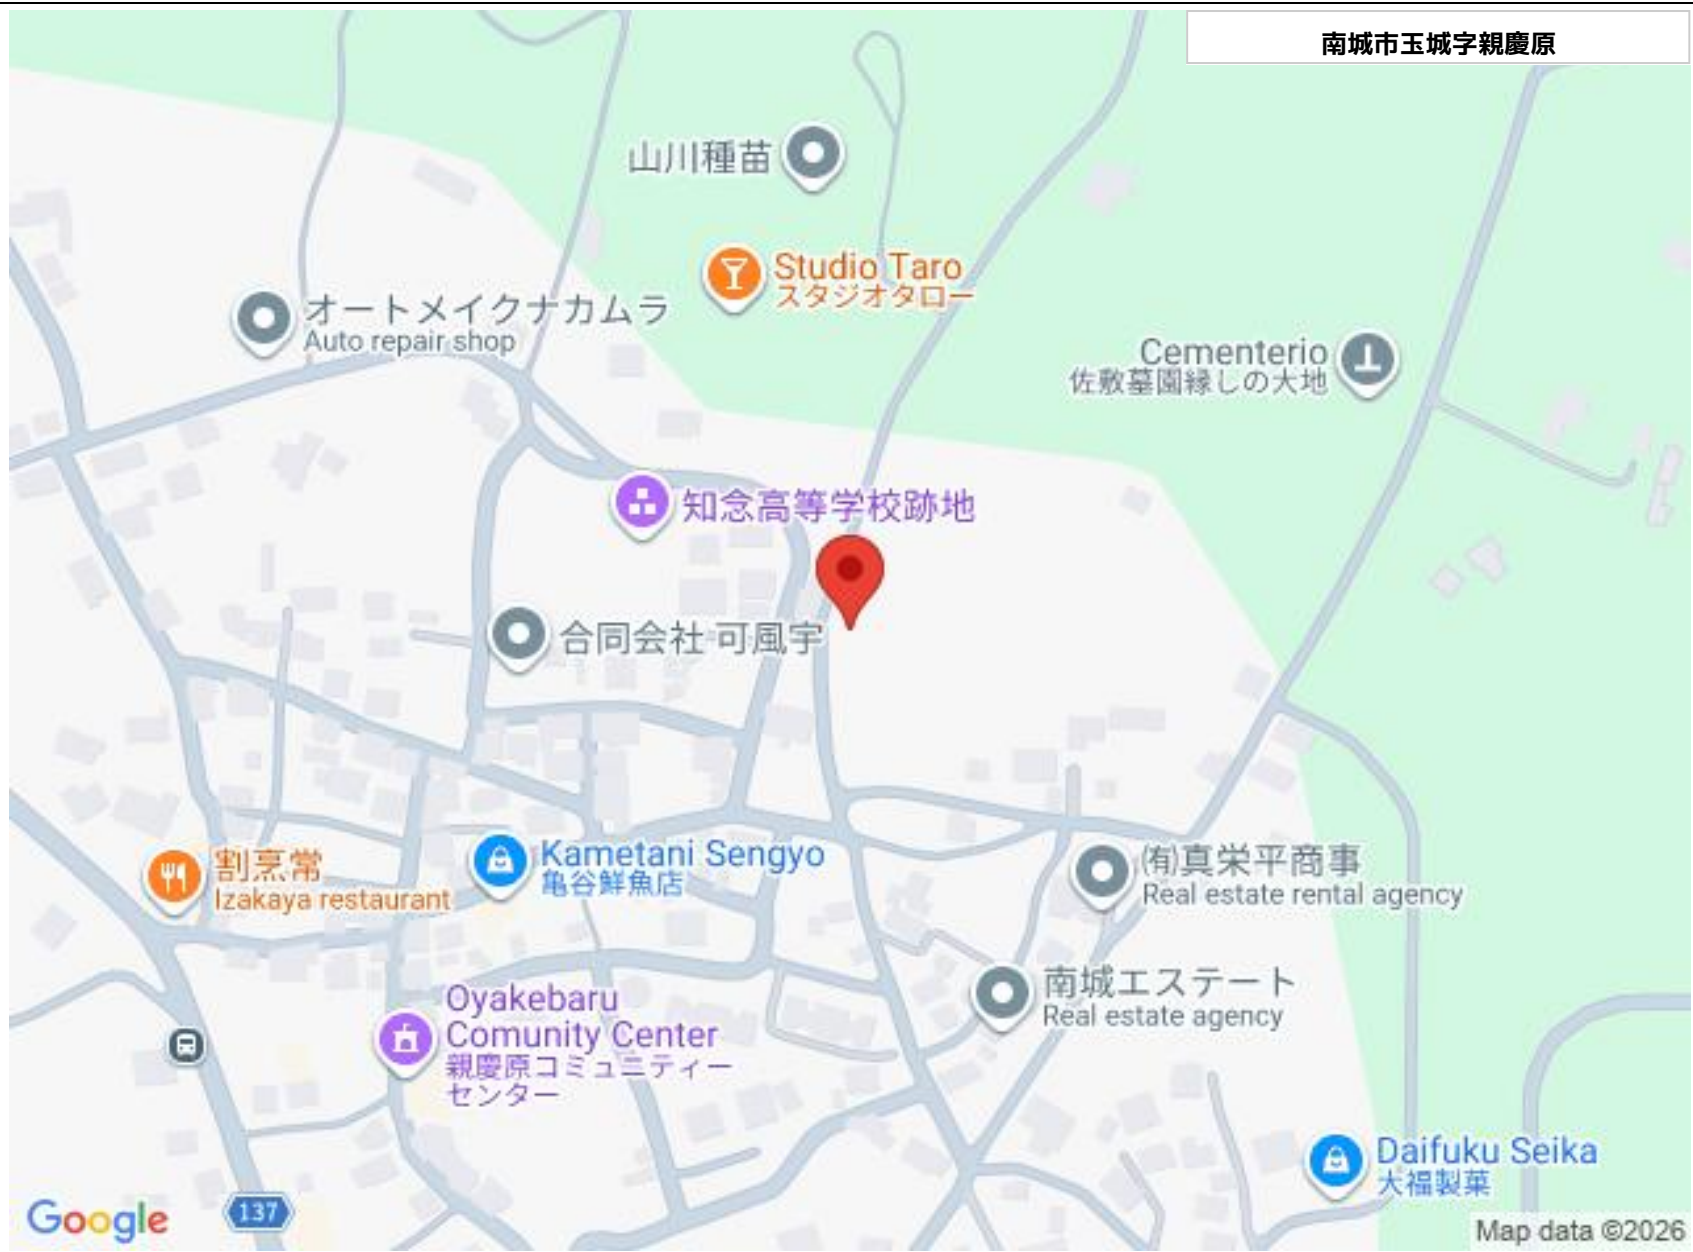 南城市玉城字親慶原
山川種苗
Studio Taro
スタジオタロー
オートメイクナカムラ
Auto repair shop
Cementerio
佐敷墓園縁しの大地
知念高等学校跡地
合同会社 可風宇
Kametani Sengyo
亀谷鮮魚店
割烹常
Izakaya restaurant
㈲真栄平商事
Real estate rental agency
南城エステート
Real estate agency
Oyakebaru
Comunity Center
親慶原コミュニティー
センター
Daifuku Seika
大福製菓
Google
137
Map data ©2026